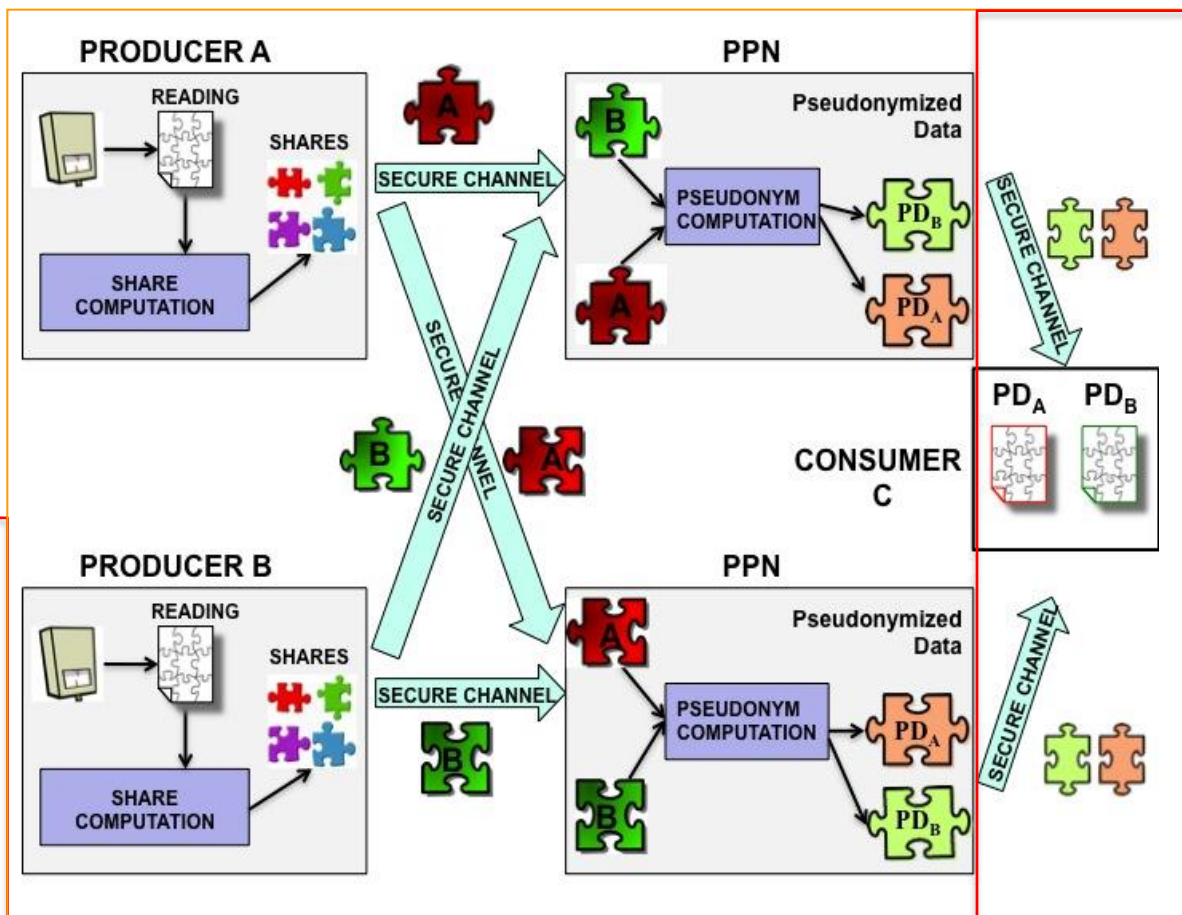 PRODUCER A
READING
SHARES
SHARE
COMPUTATION
A
SECURE CHANNEL
PPN
Pseudonymized
Data
B
PSEUDONYM
COMPUTATION
A
PD_B
PD_A
SECURE CHANNEL
SECURE CHANNEL
SECURE CHANNEL
B
A
CONSUMER
C
PD_A PD_B
PRODUCER B
READING
SHARES
SHARE
COMPUTATION
SECURE CHANNEL
B
PPN
Pseudonymized
Data
A
PSEUDONYM
COMPUTATION
B
PD_A
PD_B
SECURE CHANNEL